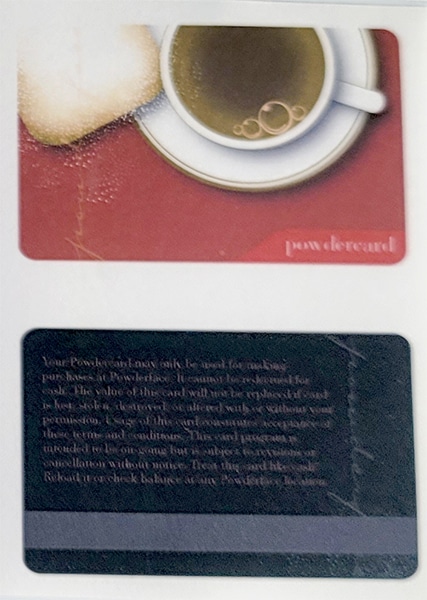 powdercard
Your Powdercard may only be used for making
purchases at Powderface. It cannot be redeemed for
cash. The value of this card will not be replaced if card
is lost, stolen, destroyed, or altered with or without your
permission. Usage of this card constitutes acceptance of
these terms and conditions. This card program is
intended to be on-going but is subject to revisions or
cancellation without notice. Treat this card like cash.
Reload it or check balance at any Powderface location.